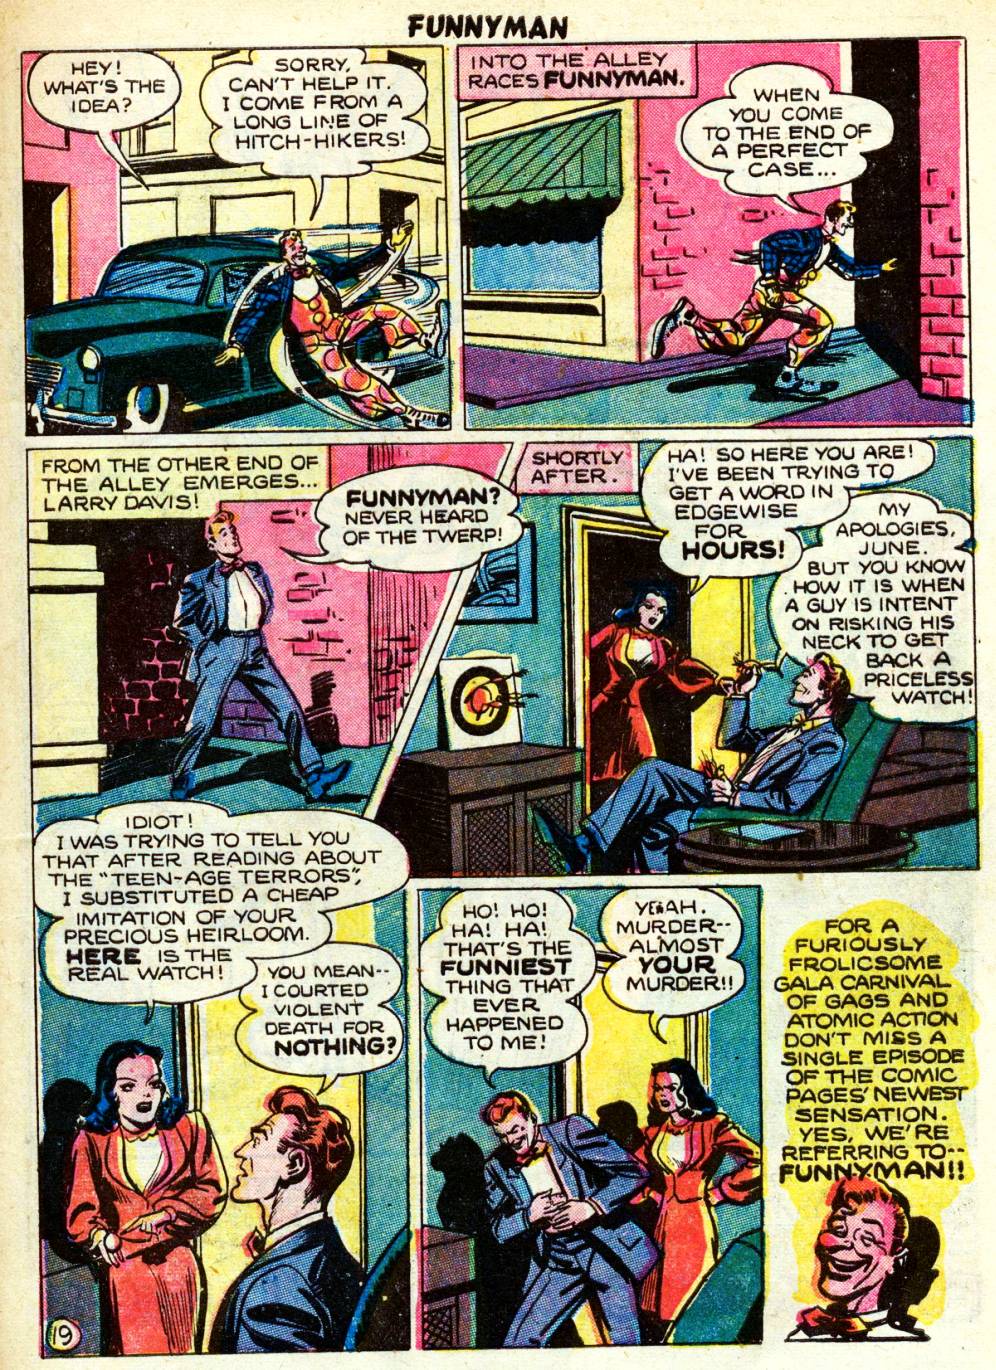 FUNNYMAN
HEY!
WHAT'S THE
IDEA?
SORRY,
CAN'T HELP IT.
I COME FROM A
LONG LINE OF
HITCH-HIKERS!
INTO THE ALLEY
RACES FUNNYMAN.
WHEN
YOU COME
TO THE END OF
A PERFECT
CASE...
FROM THE OTHER END OF
THE ALLEY EMERGES...
LARRY DAVIS!
FUNNYMAN?
NEVER HEARD
OF THE TWERP!
SHORTLY
AFTER.
HA! SO HERE YOU ARE!
I'VE BEEN TRYING TO
GET A WORD IN
EDGEWISE
FOR
HOURS!
MY
APOLOGIES,
JUNE.
BUT YOU KNOW
HOW IT IS WHEN
A GUY IS INTENT
ON RISKING HIS
NECK TO GET
BACK A
PRICELESS
WATCH!
IDIOT!
I WAS TRYING TO TELL YOU
THAT AFTER READING ABOUT
THE "TEEN-AGE TERRORS",
I SUBSTITUTED A CHEAP
IMITATION OF YOUR
PRECIOUS HEIRLOOM.
HERE IS THE
REAL WATCH!
YOU MEAN--
I COURTED
VIOLENT
DEATH FOR
NOTHING?
HO! HO!
HA! HA!
THAT'S THE
FUNNIEST
THING THAT
EVER
HAPPENED
TO ME!
YEAH.
MURDER--
ALMOST
YOUR
MURDER!!
FOR A
FURIOUSLY
FROLICSOME
GALA CARNIVAL
OF GAGS AND
ATOMIC ACTION
DON'T MISS A
SINGLE EPISODE
OF THE COMIC
PAGES' NEWEST
SENSATION.
YES, WE'RE
REFERRING TO--
FUNNYMAN!!
19